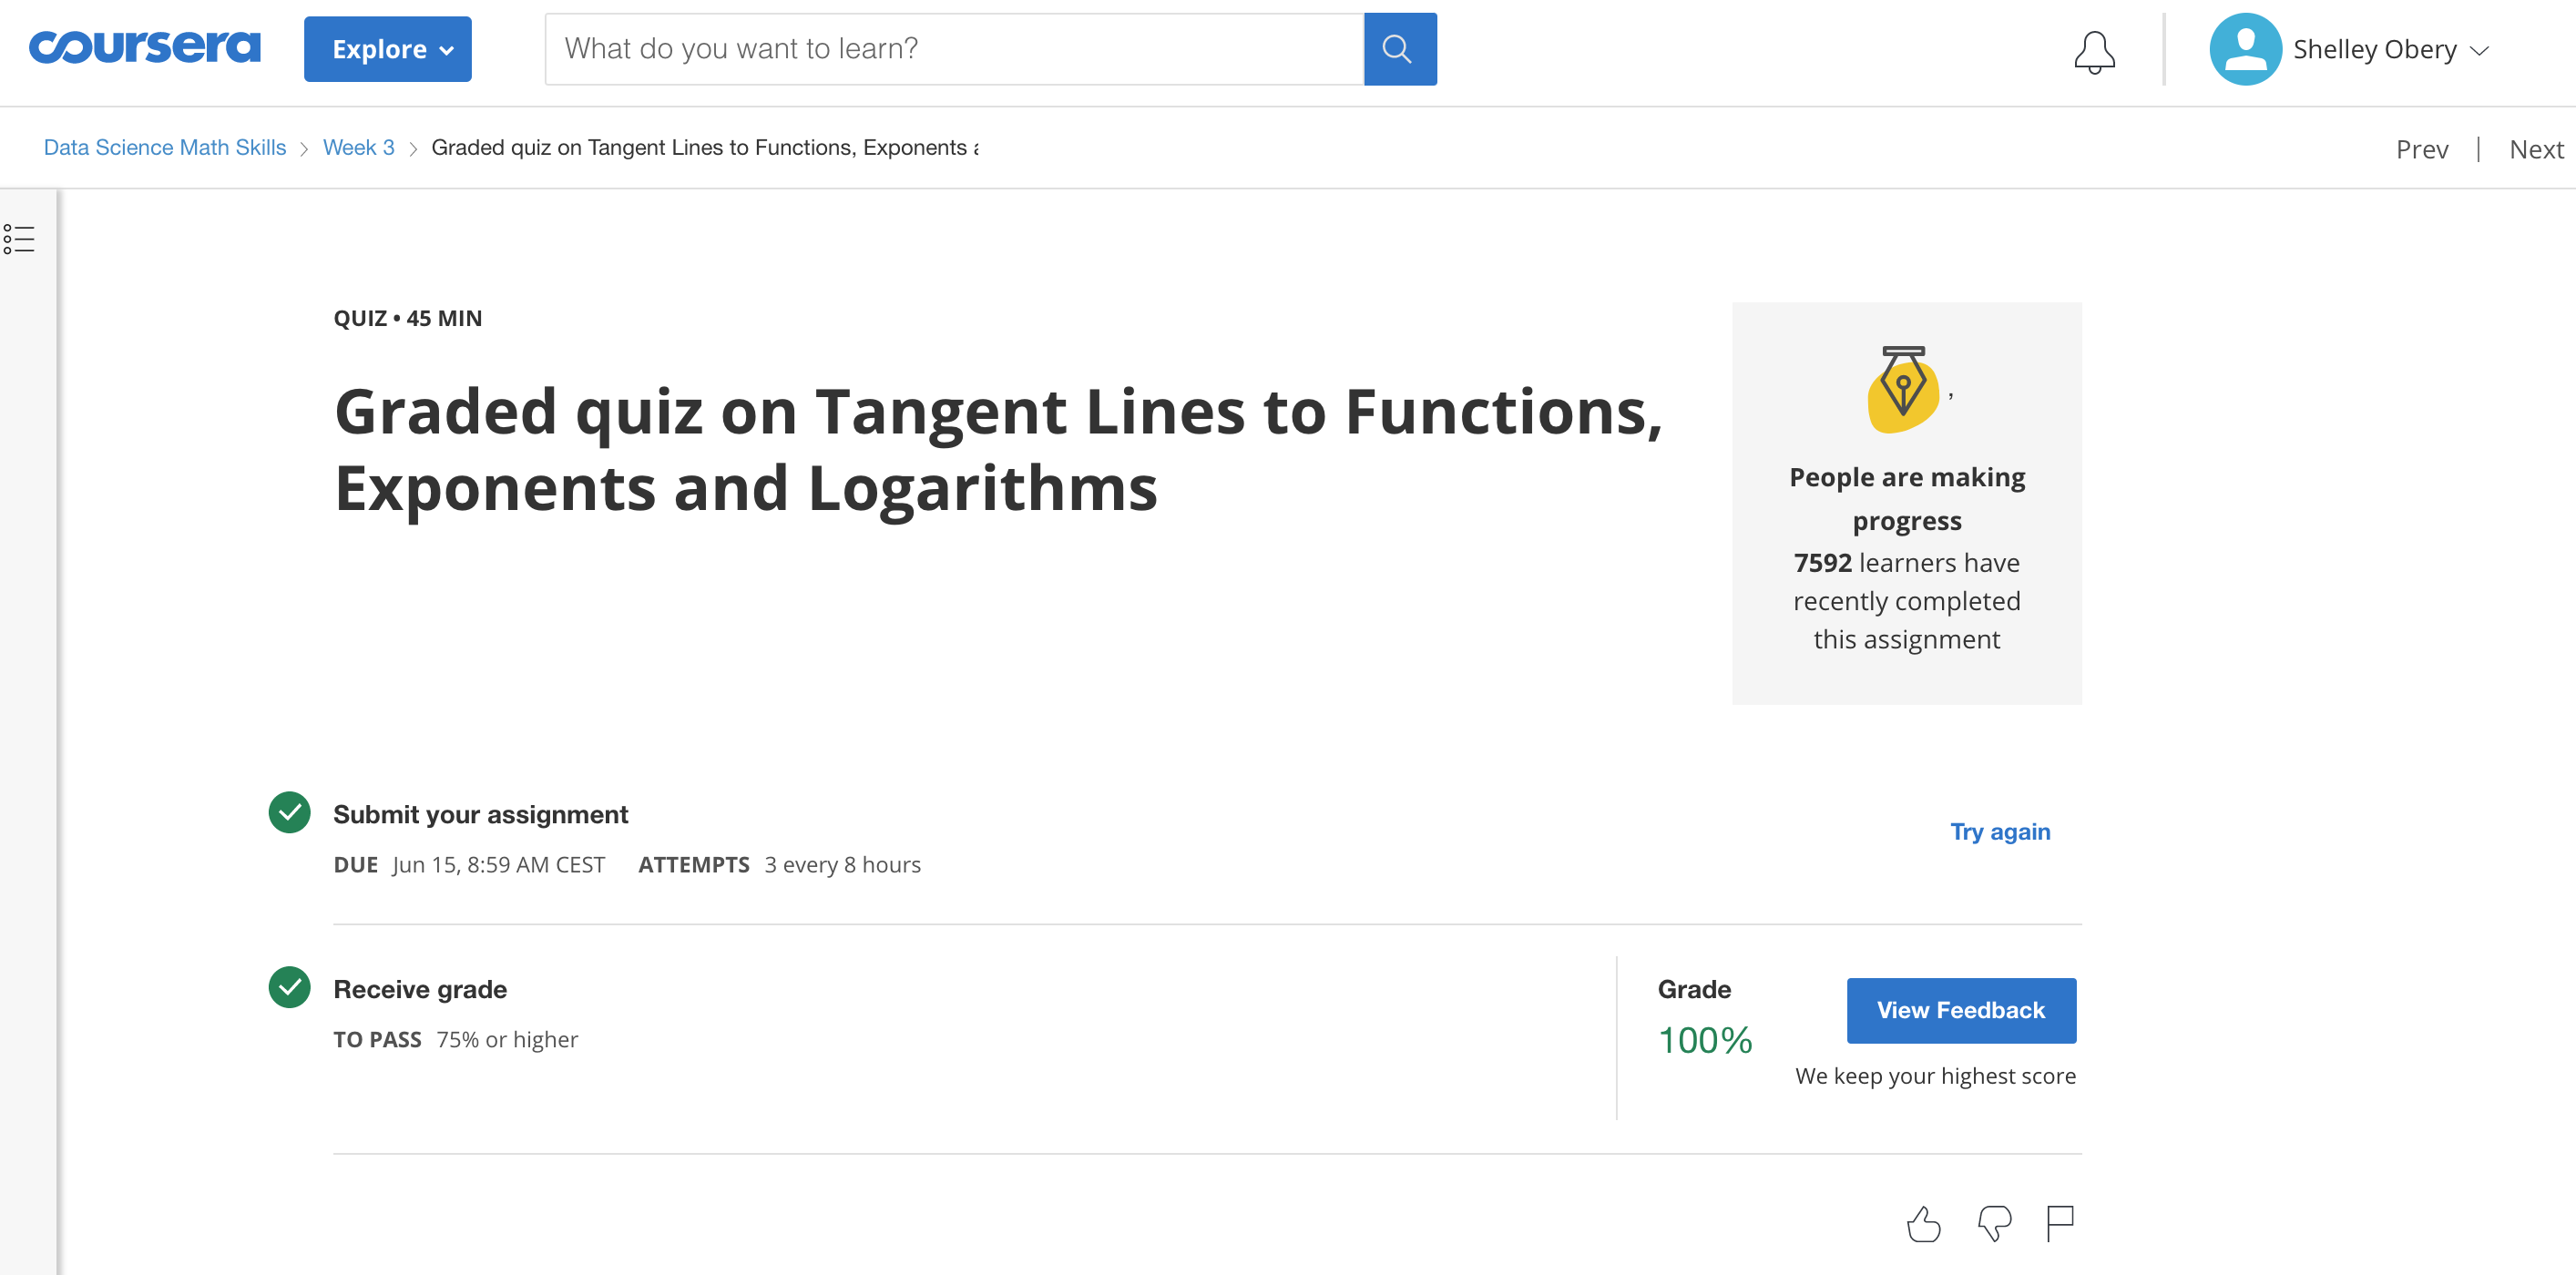 coursera
Explore
What do you want to learn?
Shelley Obery
Data Science Math Skills > Week 3 > Graded quiz on Tangent Lines to Functions, Exponents
Prev | Next
QUIZ • 45 MIN
Graded quiz on Tangent Lines to Functions,
Exponents and Logarithms
,
People are making
progress
7592 learners have
recently completed
this assignment
Submit your assignment
Try again
DUE Jun 15, 8:59 AM CEST ATTEMPTS 3 every 8 hours
Receive grade
Grade
View Feedback
TO PASS 75% or higher
100%
We keep your highest score